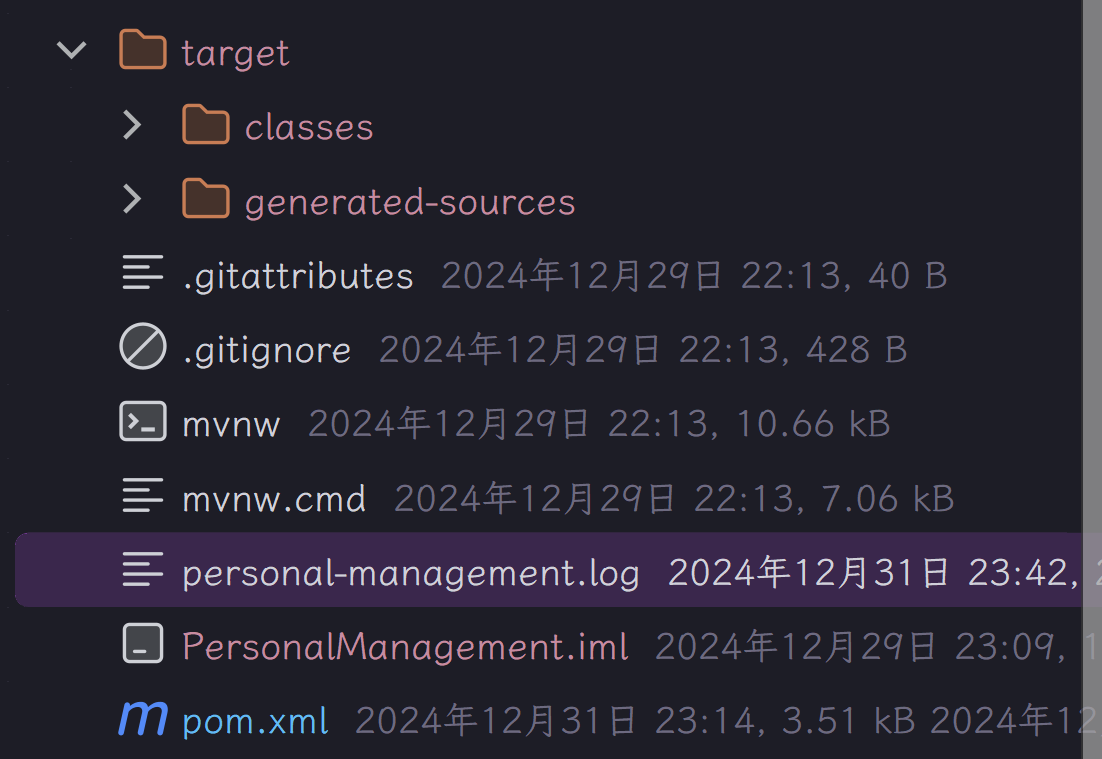 target
classes
generated-sources
.gitattributes 2024年12月29日 22:13, 40 B
.gitignore 2024年12月29日 22:13, 428 B
mvnw 2024年12月29日 22:13, 10.66 kB
mvnw.cmd 2024年12月29日 22:13, 7.06 kB
personal-management.log 2024年12月31日 23:42,
PersonalManagement.iml 2024年12月29日 23:09, 1
pom.xml 2024年12月31日 23:14, 3.51 kB 2024年12